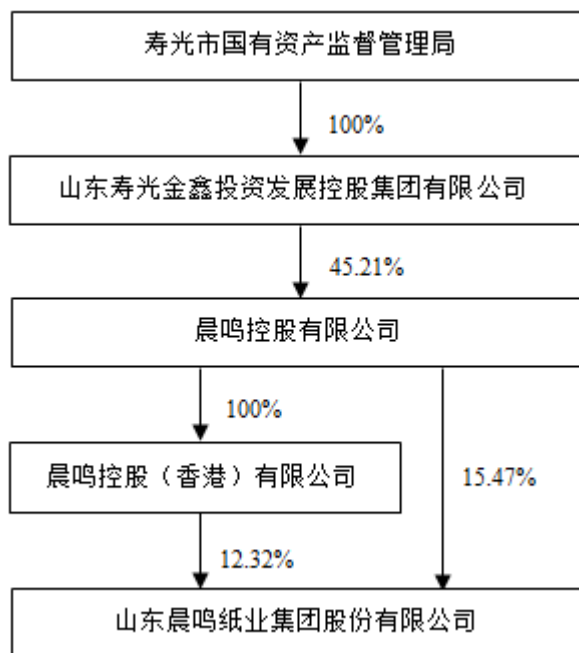 寿光市国有资产监督管理局
100%
山东寿光金鑫投资发展控股集团有限公司
45.21%
晨鸣控股有限公司
100%
晨鸣控股（香港）有限公司
15.47%
12.32%
山东晨鸣纸业集团股份有限公司